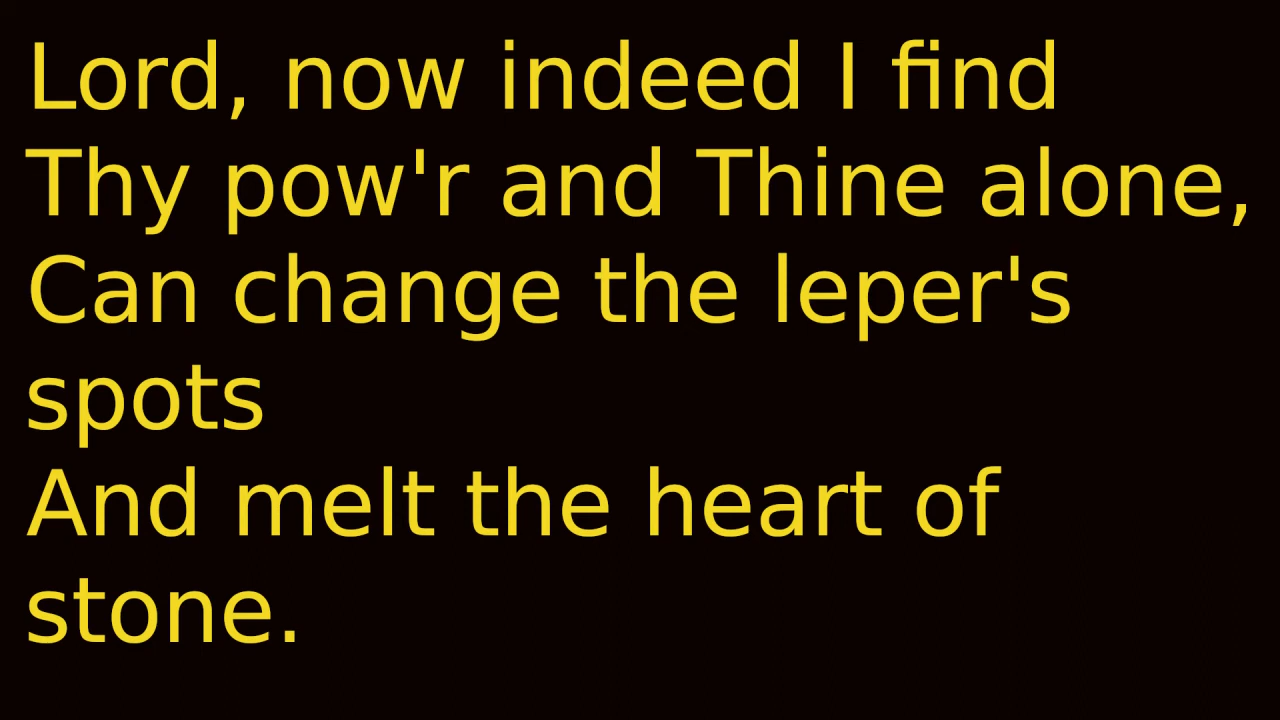 Lord, now indeed I find
Thy pow'r and Thine alone,
Can change the leper's
spots
And melt the heart of
stone.